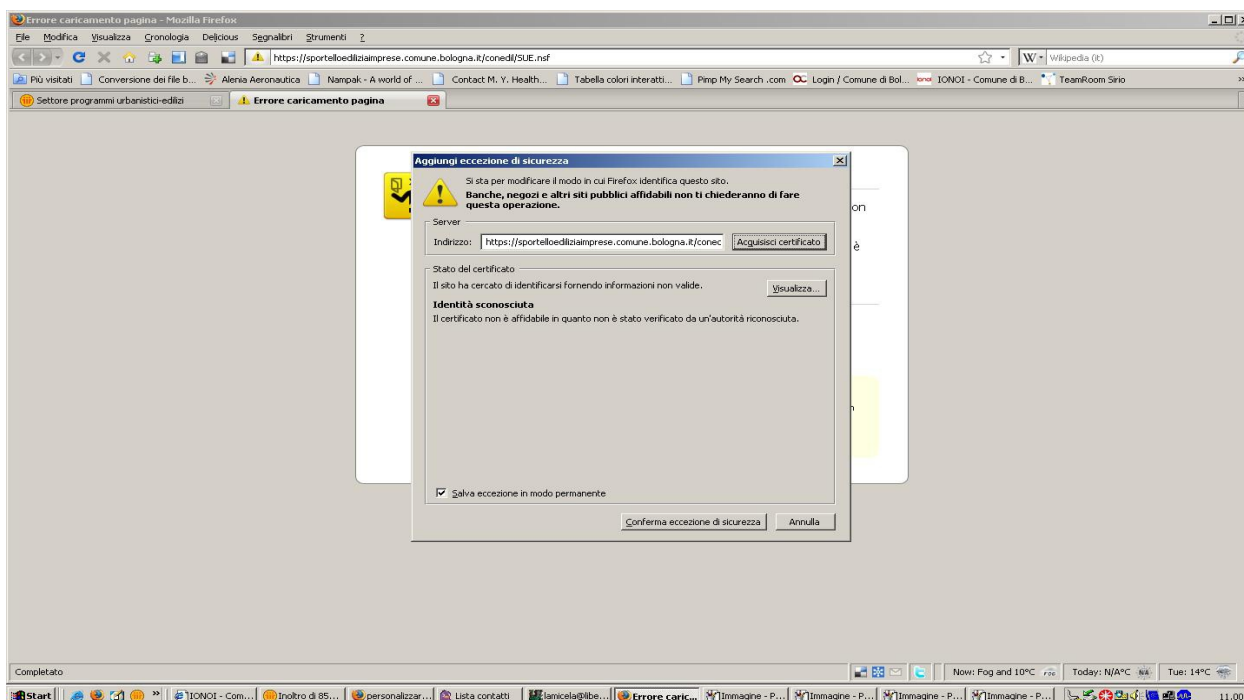 Errore caricamento pagina - Mozilla Firefox
File Modifica Visualizza Cronologia Delicious Segnalibri Strumenti ?
https://sportelloediliziaimprese.comune.bologna.it/conedil/SUE.nsf
Wikipedia (it)
Più visitati Conversione dei file b... Alenia Aeronautica Nampak - A world of ... Contact M. Y. Health... Tabella colori interatti... Pimp My Search .com Login / Comune di Bol... IONOI - Comune di B... TeamRoom Sirio
Settore programmi urbanistici-edilizi Errore caricamento pagina
Aggiungi eccezione di sicurezza
Si sta per modificare il modo in cui Firefox identifica questo sito.
Banche, negozi e altri siti pubblici affidabili non ti chiederanno di fare
questa operazione.
on
Server
Indirizzo: https://sportelloediliziaimprese.comune.bologna.it/conec Acquisisci certificato
è
Stato del certificato
Il sito ha cercato di identificarsi fornendo informazioni non valide.
Visualizza...
Identità sconosciuta
Il certificato non è affidabile in quanto non è stato verificato da un'autorità riconosciuta.
Salva eccezione in modo permanente
Conferma eccezione di sicurezza Annulla
Completato
Now: Fog and 10°C Today: N/A°C Tue: 14°C
Start IONOI - Com... Inoltro di 85... personalizzar... Lista contatti lamicela@libe... Errore caric... Immagine - P... Immagine - P... Immagine - P... Immagine - P... 11.00